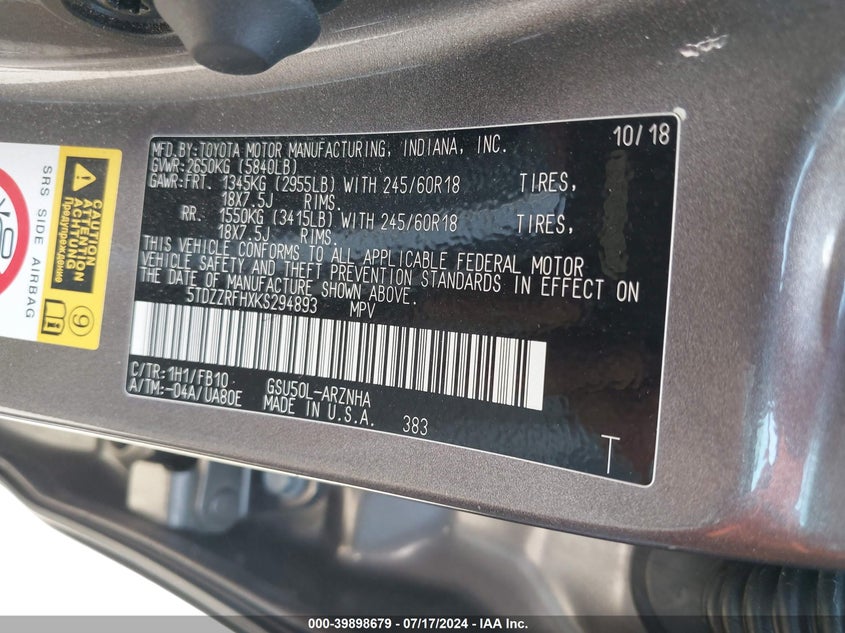 MFD. BY: TOYOTA MOTOR MANUFACTURING, INDIANA, INC. 10/18
GVWR: 2650KG (5840LB)
GAWR: FRT. 1345KG (2955LB) WITH 245/60R18 TIRES,
18X7.5J RIMS.
RR. 1550KG (3415LB) WITH 245/60R18 TIRES,
18X7.5J RIMS.
THIS VEHICLE CONFORMS TO ALL APPLICABLE FEDERAL MOTOR
VEHICLE SAFETY AND THEFT PREVENTION STANDARDS IN EFFECT ON
THE DATE OF MANUFACTURE SHOWN ABOVE.
5TDZZRFHXKS294893 MPV
C/TR: 1H1/FB10 GSU50L-ARZNHA
A/TM: -04A/UA80E MADE IN U.S.A. 383
T
SRS SIDE AIRBAG
CAUTION
ATTENTION
ACHTUNG
Предупреждение
9
000-39898679 / 07/17/2024 - IAA Inc.